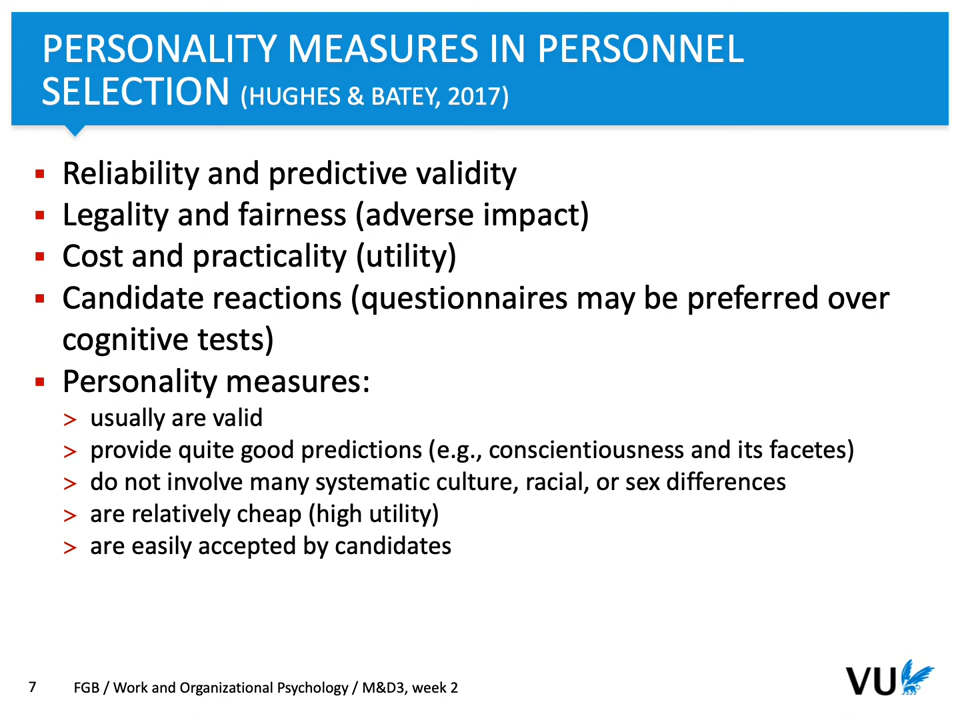 PERSONALITY MEASURES IN PERSONNEL
SELECTION (HUGHES & BATEY, 2017)
▪ Reliability and predictive validity
▪ Legality and fairness (adverse impact)
▪ Cost and practicality (utility)
▪ Candidate reactions (questionnaires may be preferred over
cognitive tests)
▪ Personality measures:
> usually are valid
> provide quite good predictions (e.g., conscientiousness and its facetes)
> do not involve many systematic culture, racial, or sex differences
> are relatively cheap (high utility)
> are easily accepted by candidates
7 FGB / Work and Organizational Psychology / M&D3, week 2
VU